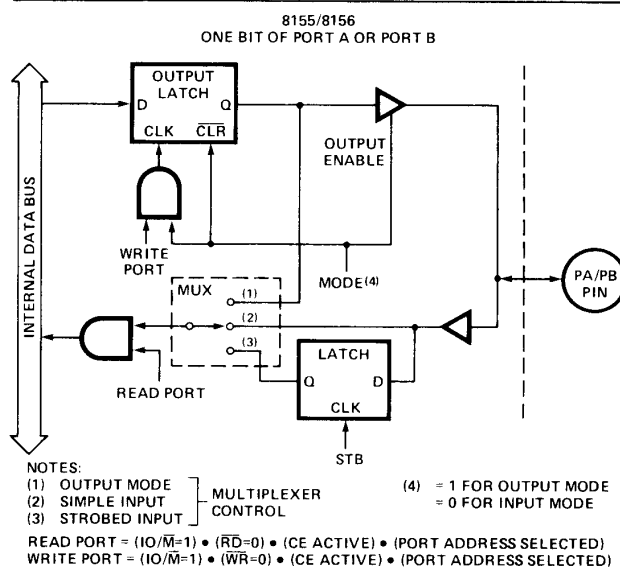 8155/8156
ONE BIT OF PORT A OR PORT B
OUTPUT
LATCH
D
Q
CLK
C̅L̅R̅
OUTPUT
ENABLE
INTERNAL DATA BUS
WRITE
PORT
MODE(4)
PA/PB
PIN
MUX
(1)
(2)
(3)
LATCH
Q
D
CLK
READ PORT
STB
NOTES:
(1) OUTPUT MODE
(2) SIMPLE INPUT
(3) STROBED INPUT
MULTIPLEXER
CONTROL
(4) = 1 FOR OUTPUT MODE
= 0 FOR INPUT MODE
READ PORT = (IO/M̅=1) • (R̅D̅=0) • (CE ACTIVE) • (PORT ADDRESS SELECTED)
WRITE PORT = (IO/M̅=1) • (W̅R̅=0) • (CE ACTIVE) • (PORT ADDRESS SELECTED)